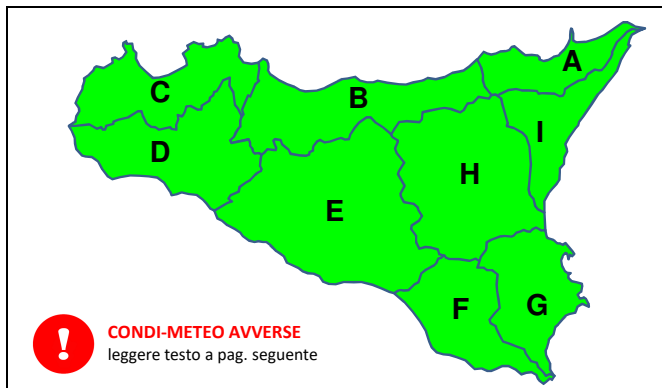 A
B
C
I
D
H
E
F
G
!
CONDI-METEO AVVERSE
leggere testo a pag. seguente